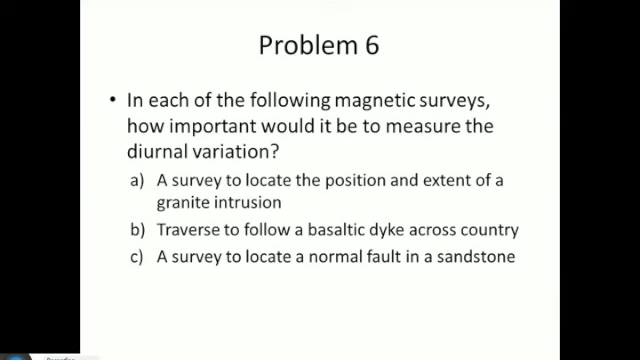 Problem 6
• In each of the following magnetic surveys,
how important would it be to measure the
diurnal variation?
a) A survey to locate the position and extent of a
granite intrusion
b) Traverse to follow a basaltic dyke across country
c) A survey to locate a normal fault in a sandstone